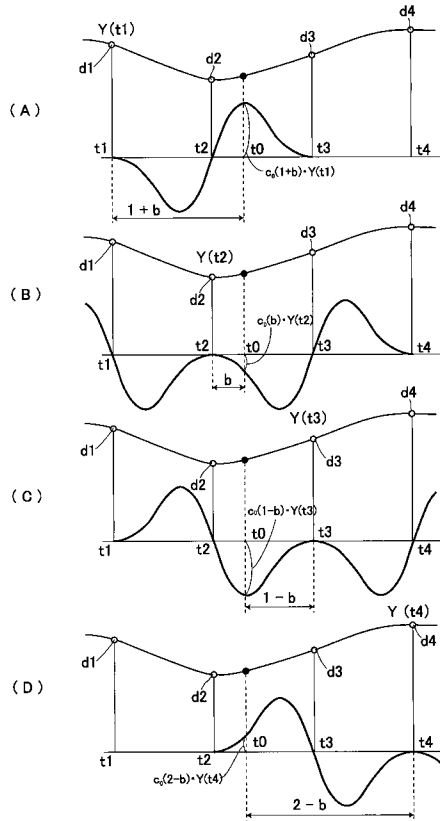 Y(t1)
d1
d2
d3
d4
(A)
t1
t2
t0
t3
t4
c₀(1+b)・Y(t1)
1+b
d1
Y(t2)
d2
d3
d4
(B)
t1
t2
t0
t3
t4
c₀(b)・Y(t2)
b
d1
d2
Y(t3)
d3
d4
(C)
t1
t2
t0
t3
t4
c₀(1-b)・Y(t3)
1-b
d1
d2
d3
Y(t4)
d4
(D)
t1
t2
t0
t3
t4
c₀(2-b)・Y(t4)
2-b